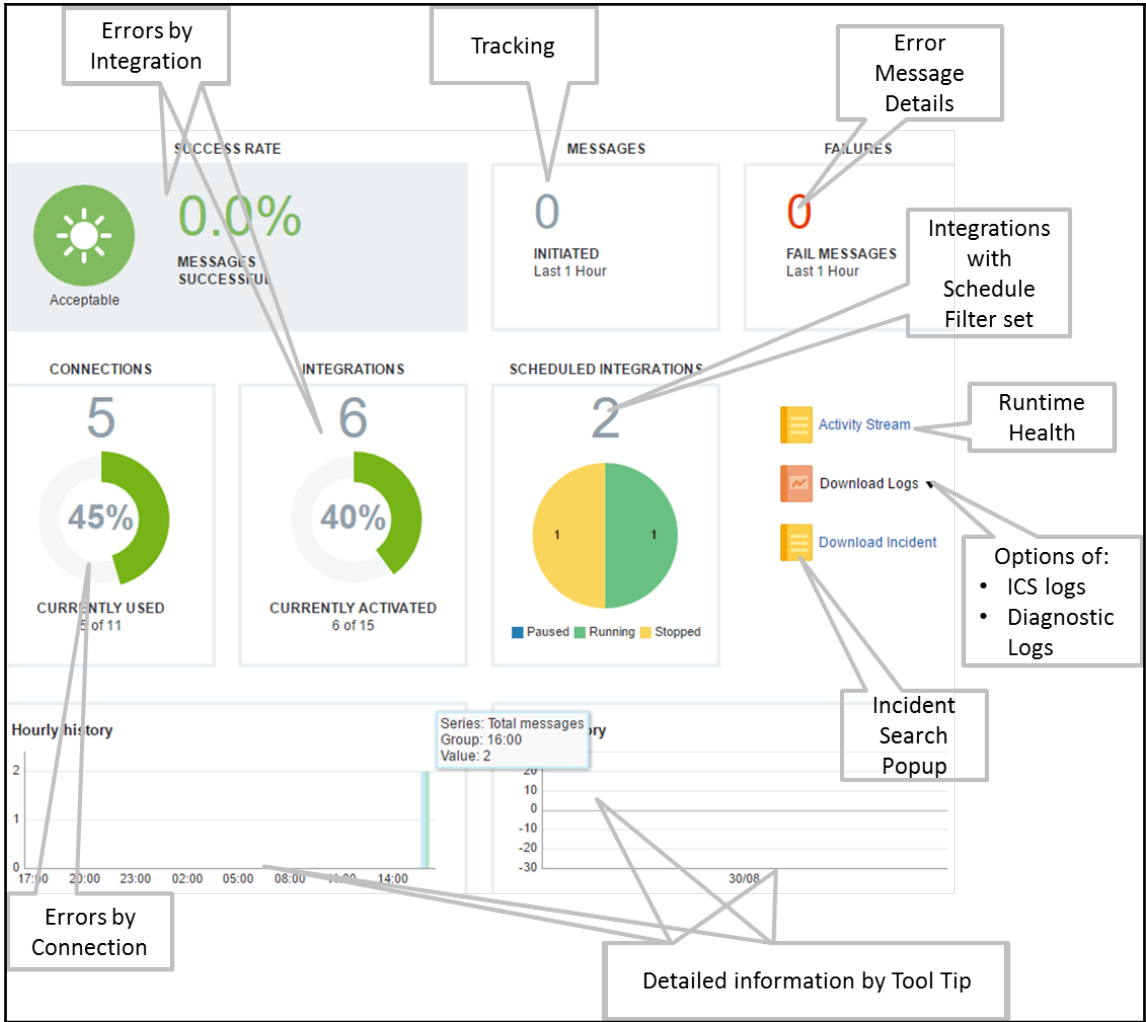 Errors by
Integration
Tracking
Error
Message
Details
SUCCESS RATE
MESSAGES
FAILURES
0.0%
MESSAGES
SUCCESSFUL
Acceptable
0
INITIATED
Last 1 Hour
0
FAIL MESSAGES
Last 1 Hour
Integrations
with
Schedule
Filter set
CONNECTIONS
INTEGRATIONS
SCHEDULED INTEGRATIONS
5
6
2
45%
40%
1
1
CURRENTLY USED
5 of 11
CURRENTLY ACTIVATED
6 of 15
Paused Running Stopped
Activity Stream
Download Logs
Download Incident
Runtime
Health
Options of:
• ICS logs
• Diagnostic
Logs
Incident
Search
Popup
Hourly history
Series: Total messages
Group: 16:00
Value: 2
2
1
0
17:00 20:00 23:00 02:00 05:00 08:00 11:00 14:00
20
10
0
-10
-20
-30
30/08
Errors by
Connection
Detailed information by Tool Tip